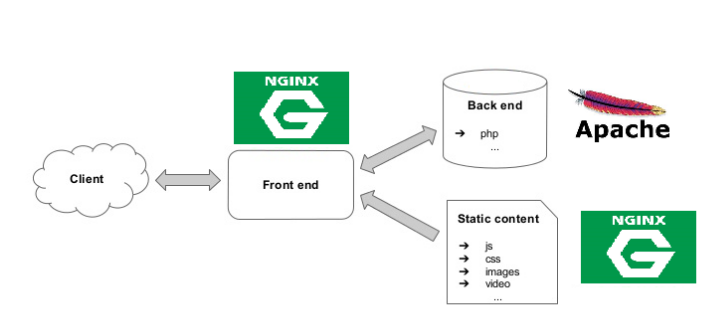 NGINX
Client
Front end
Back end
➔ php
...
Apache
Static content
➔ js
➔ css
➔ images
➔ video
...
NGINX